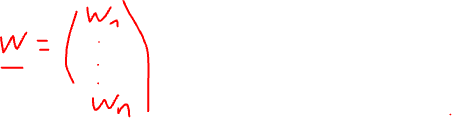 w = ( w₁
.
.
.
wₙ )